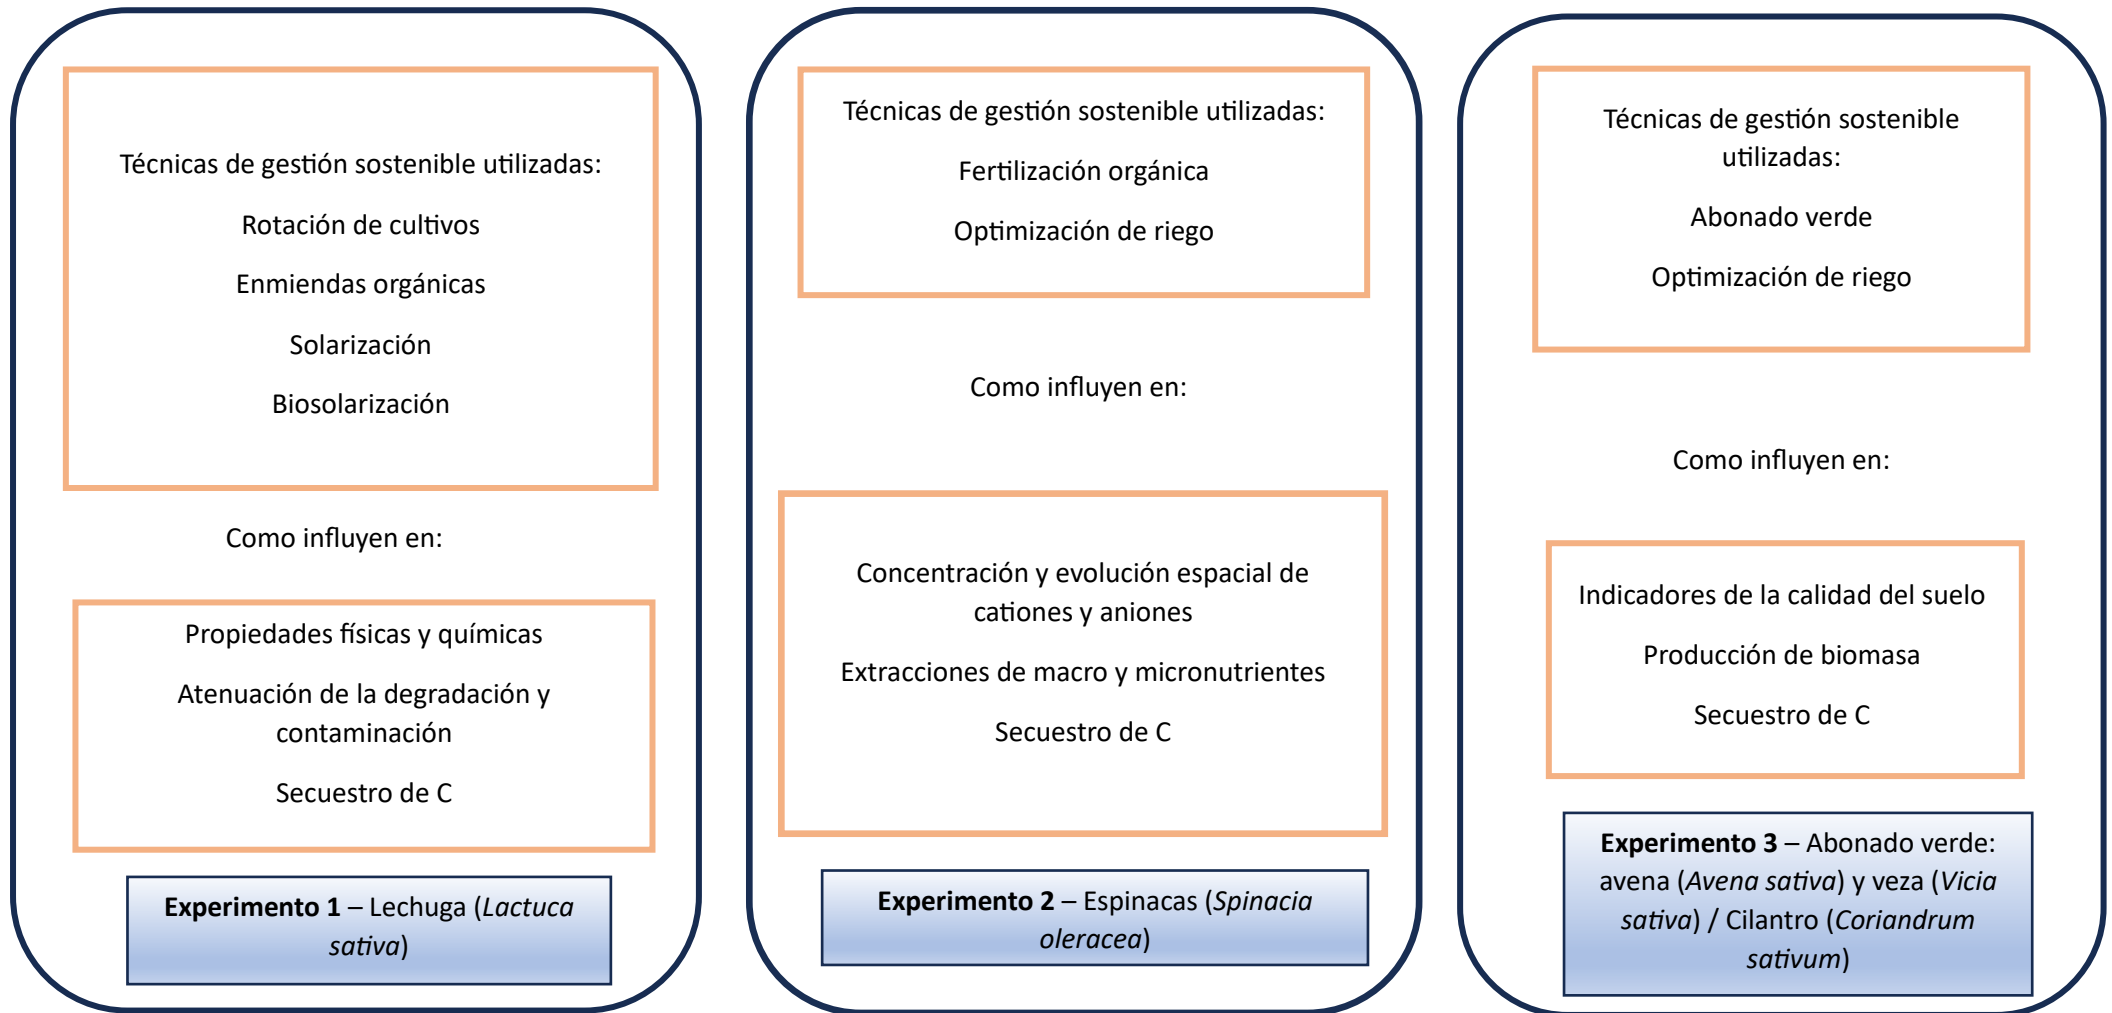 Técnicas de gestión sostenible utilizadas:
Rotación de cultivos
Enmiendas orgánicas
Solarización
Biosolarización
Como influyen en:
Propiedades físicas y químicas
Atenuación de la degradación y
contaminación
Secuestro de C
Experimento 1 – Lechuga (Lactuca
sativa)
Técnicas de gestión sostenible utilizadas:
Fertilización orgánica
Optimización de riego
Como influyen en:
Concentración y evolución espacial de
cationes y aniones
Extracciones de macro y micronutrientes
Secuestro de C
Experimento 2 – Espinacas (Spinacia
oleracea)
Técnicas de gestión sostenible
utilizadas:
Abonado verde
Optimización de riego
Como influyen en:
Indicadores de la calidad del suelo
Producción de biomasa
Secuestro de C
Experimento 3 – Abonado verde:
avena (Avena sativa) y veza (Vicia
sativa) / Cilantro (Coriandrum
sativum)